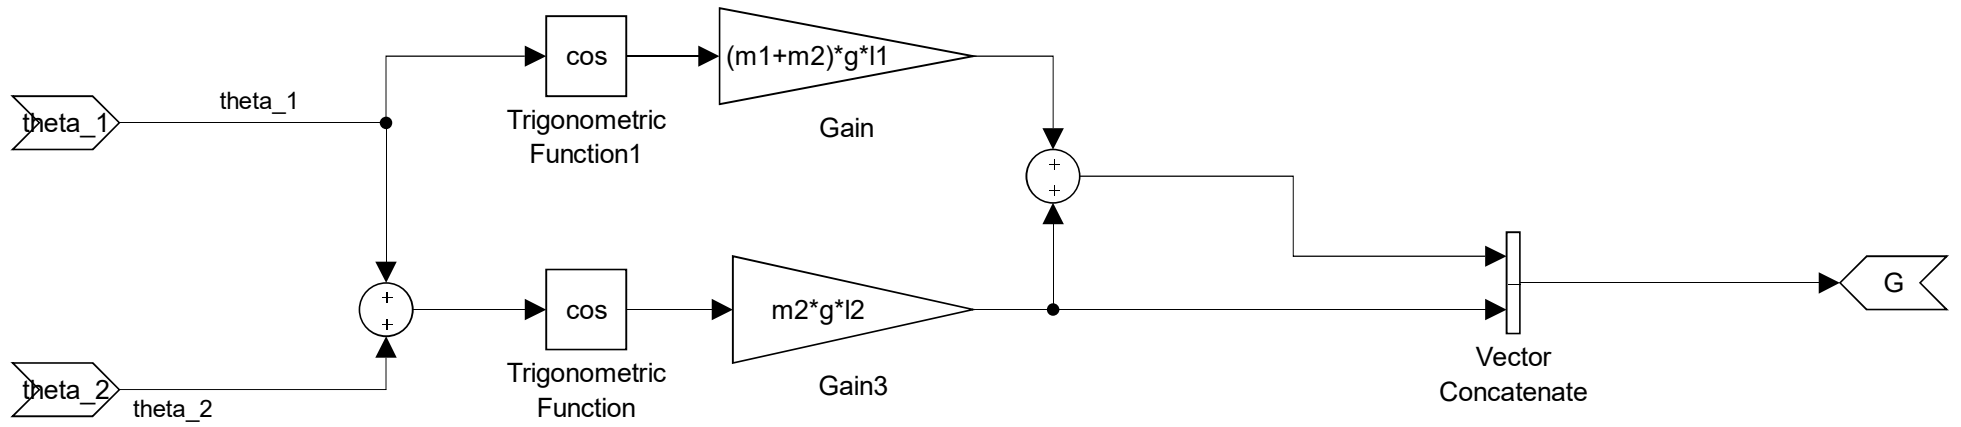 cos
(m1+m2)*g*l1
theta_1
theta_1
Trigonometric
Function1
Gain
+
+
+
+
cos
m2*g*l2
G
Trigonometric
Function
Gain3
Vector
Concatenate
theta_2
theta_2